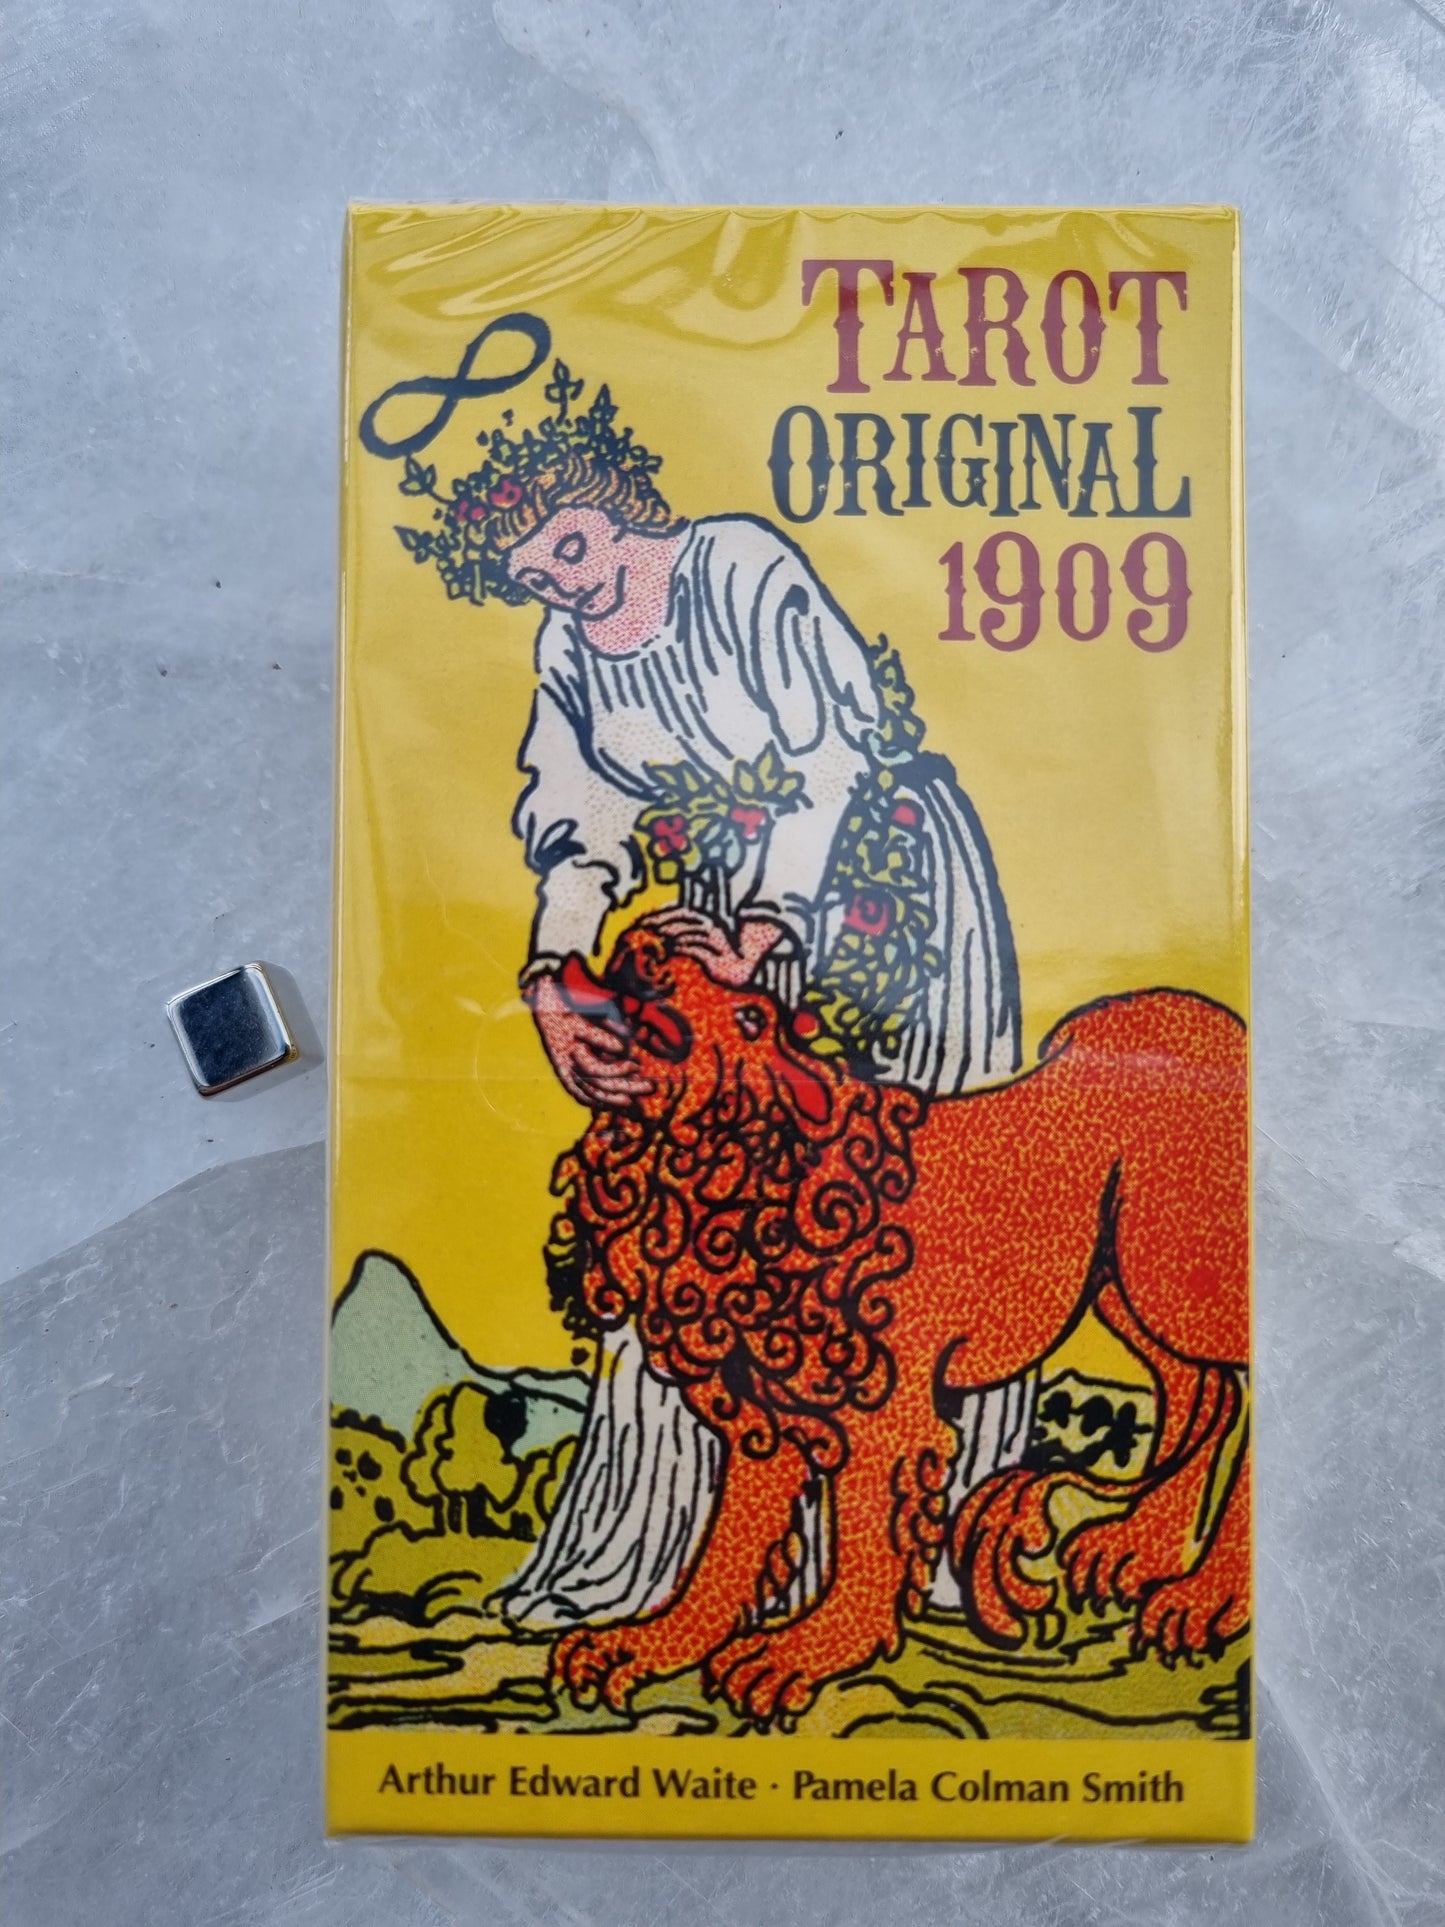 TAROT
ORIGINAL
1909
Arthur Edward Waite · Pamela Colman Smith